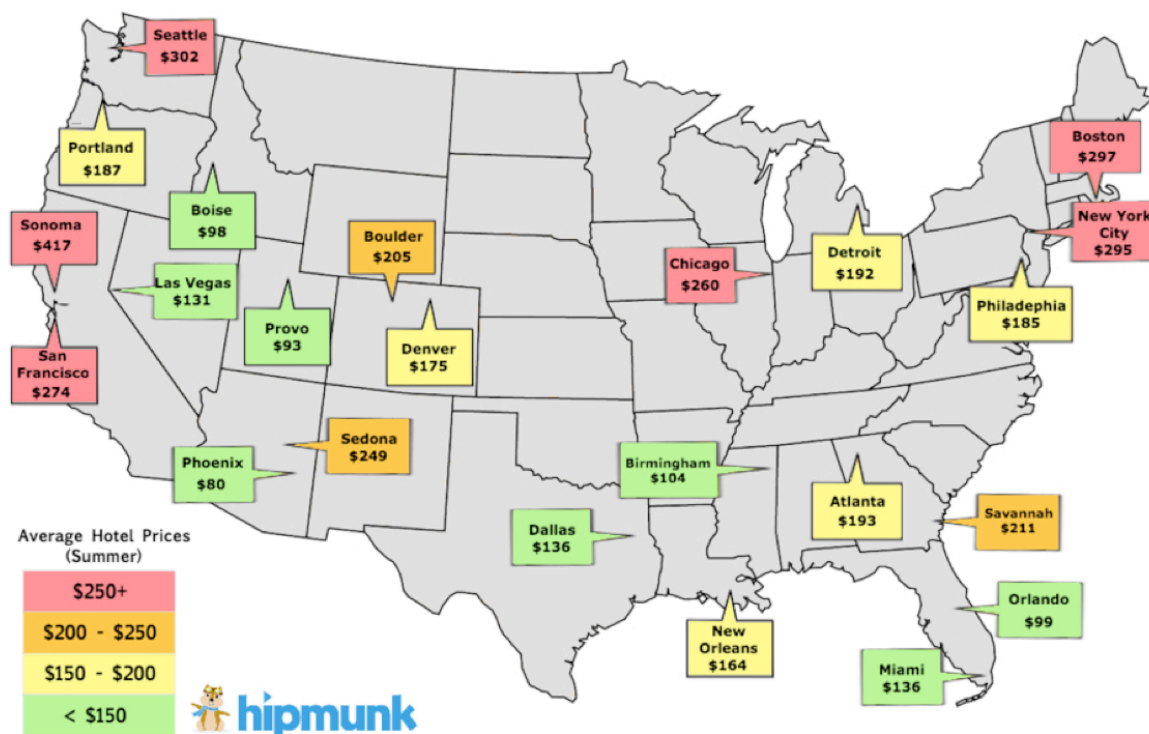 Seattle
$302
Portland
$187
Boise
$98
Sonoma
$417
Las Vegas
$131
San
Francisco
$274
Provo
$93
Boulder
$205
Denver
$175
Sedona
$249
Phoenix
$80
Chicago
$260
Detroit
$192
Boston
$297
New York
City
$295
Philadephia
$185
Birmingham
$104
Atlanta
$193
Savannah
$211
Dallas
$136
New
Orleans
$164
Orlando
$99
Miami
$136
Average Hotel Prices
(Summer)
$250+
$200 - $250
$150 - $200
< $150
hipmunk